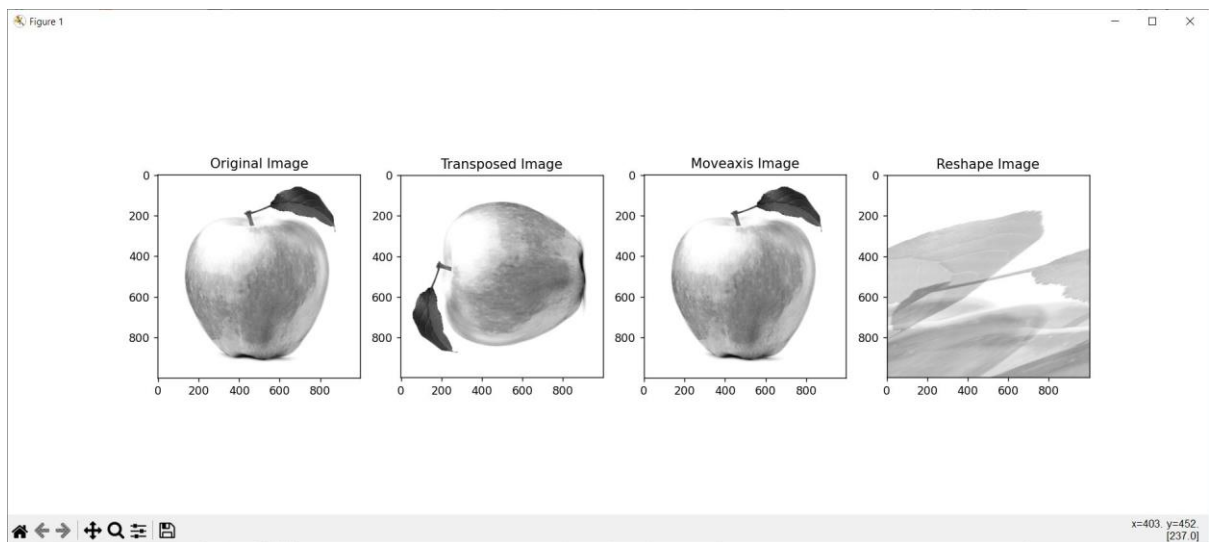 Figure 1
Original Image
Transposed Image
Moveaxis Image
Reshape Image
0
200
400
600
800
0 200 400 600 800
0
200
400
600
800
0 200 400 600 800
0
200
400
600
800
0 200 400 600 800
0
200
400
600
800
0 200 400 600 800
x=403. y=452.
[237.0]